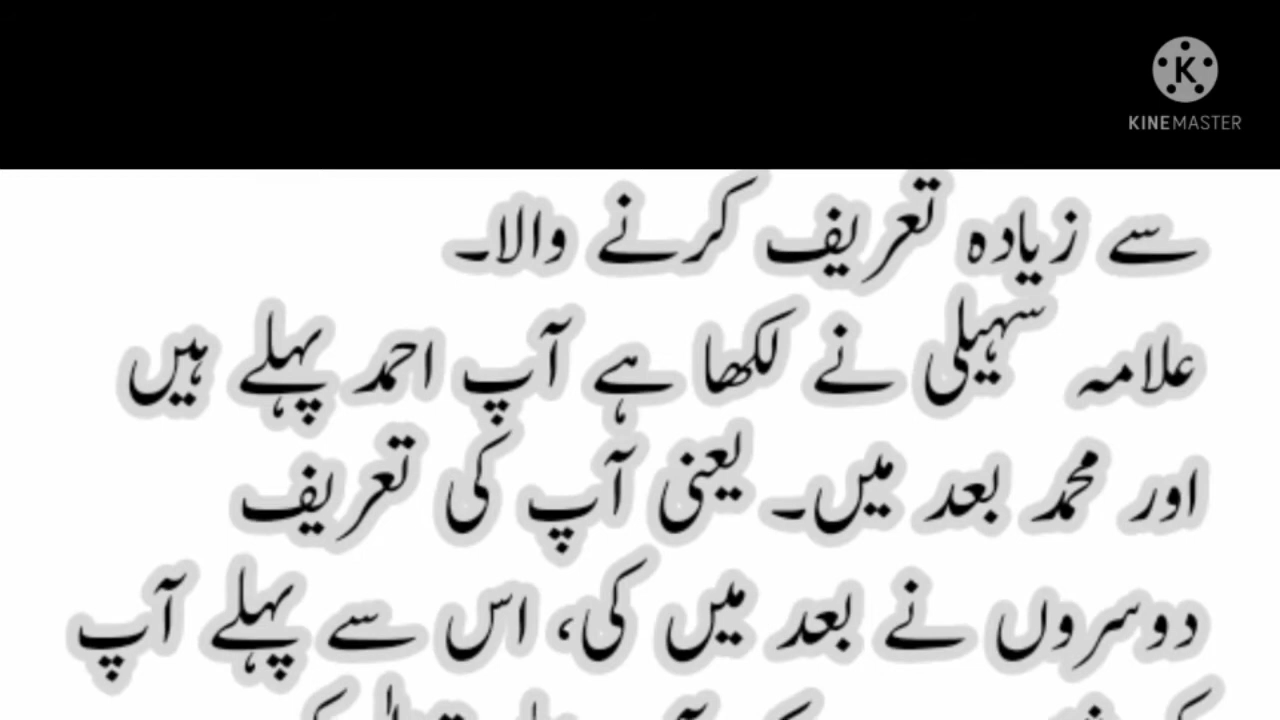 KINEMASTER
سے زیادہ تعریف کرنے والا۔
علامہ سہیلی نے لکھا ہے آپ احمد پہلے ہیں
اور محمد بعد میں۔ یعنی آپ کی تعریف
دوسروں نے بعد میں کی، اس سے پہلے آپ